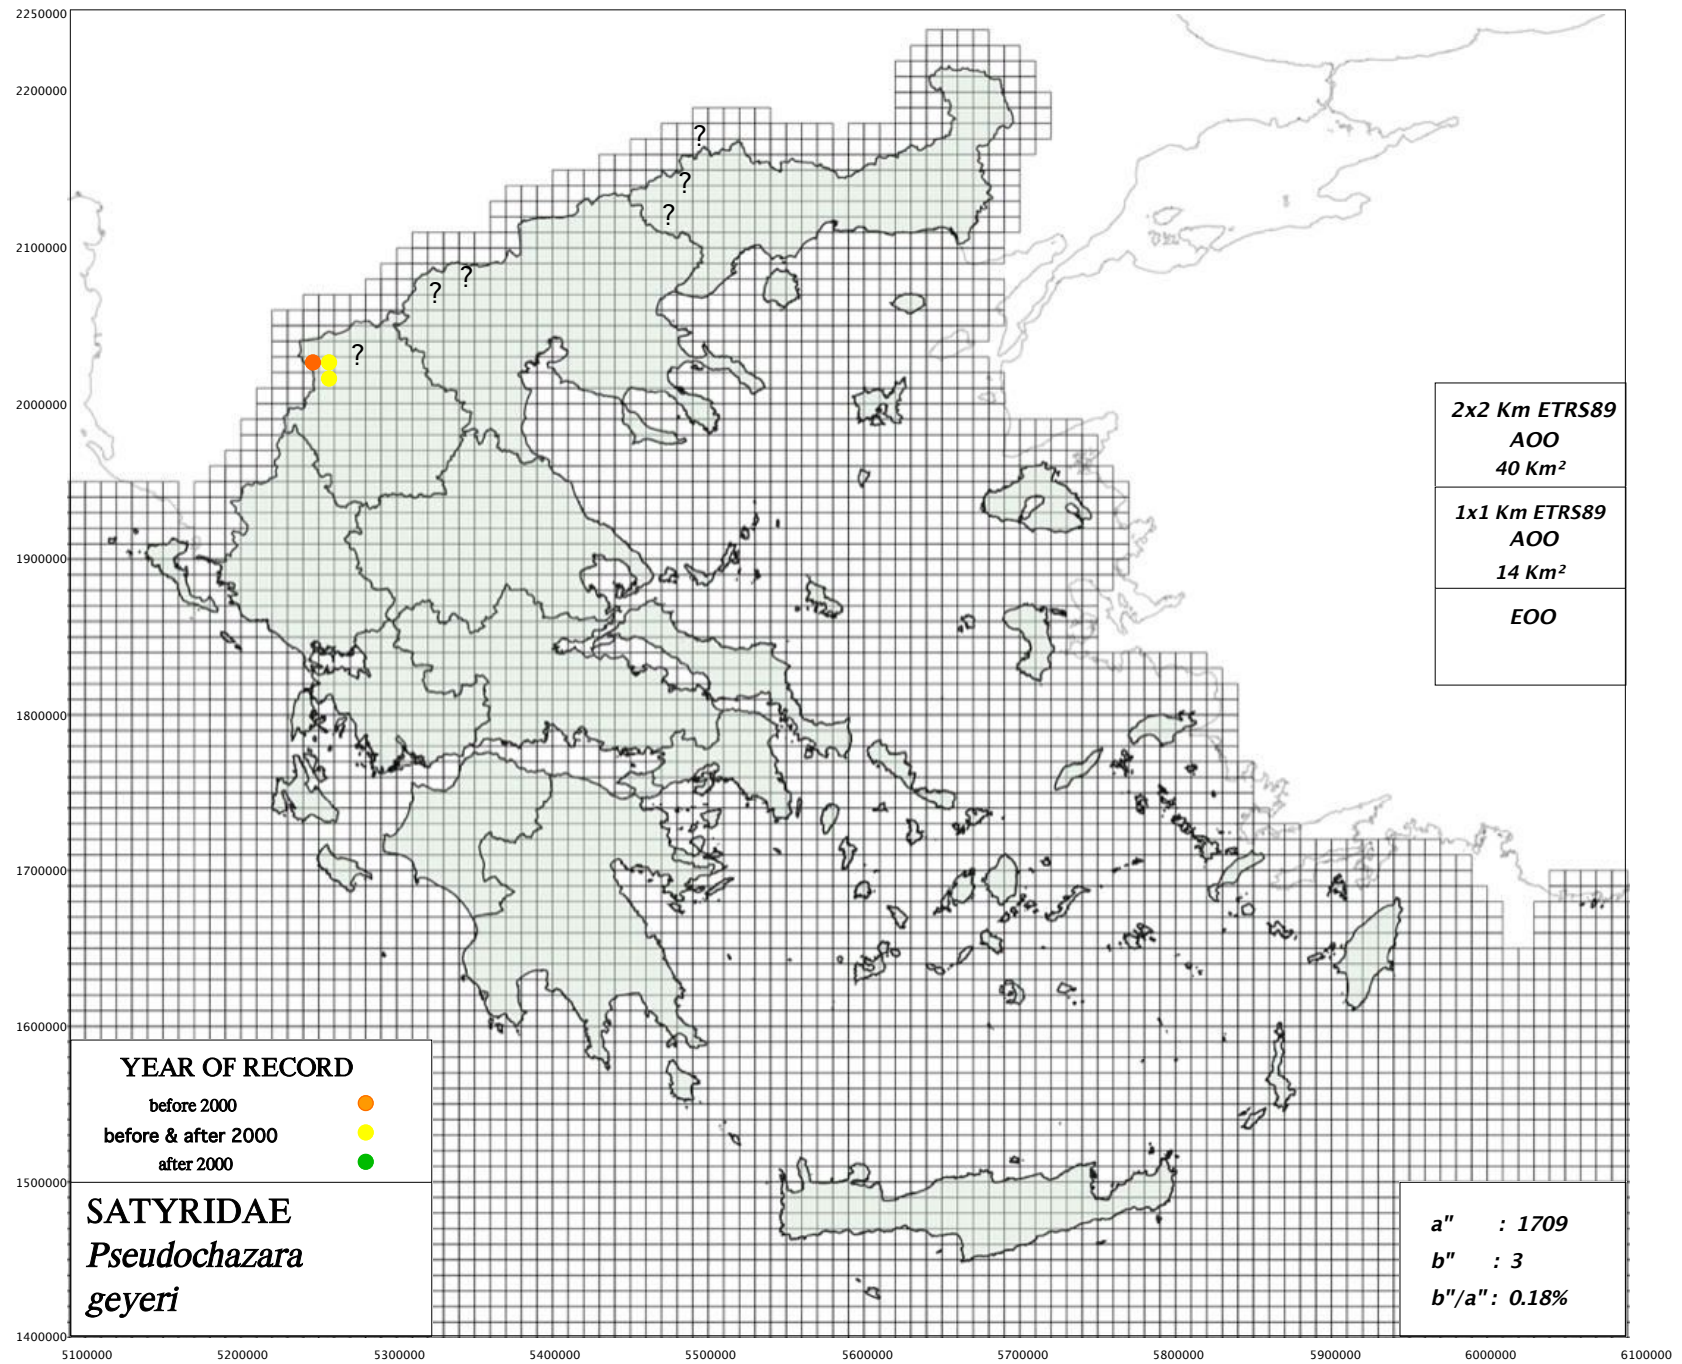 2250000
2200000
?
?
?
2100000
?
?
?
2000000
2x2 Km ETRS89
AOO
40 Km²
1x1 Km ETRS89
AOO
14 Km²
EOO
1900000
1800000
1700000
1600000
YEAR OF RECORD
before 2000
before & after 2000
after 2000
1500000
SATYRIDAE
Pseudochazara
geyeri
a" : 1709
b" : 3
b"/a" : 0.18%
1400000
5100000 5200000 5300000 5400000 5500000 5600000 5700000 5800000 5900000 6000000 6100000